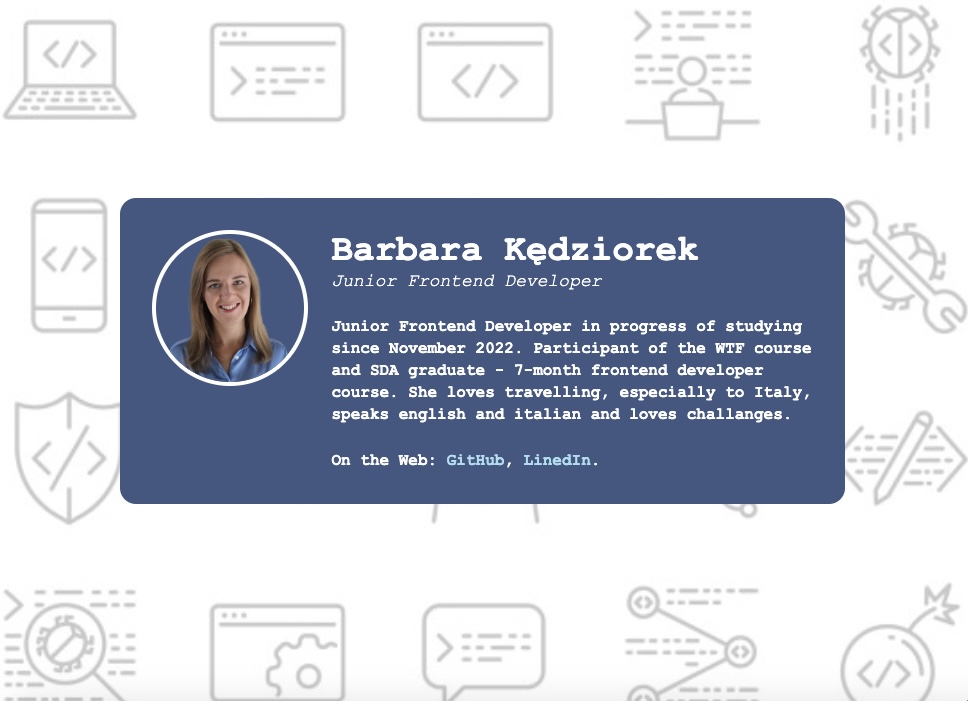 Barbara Kędziorek
Junior Frontend Developer
Junior Frontend Developer in progress of studying
since November 2022. Participant of the WTF course
and SDA graduate - 7-month frontend developer
course. She loves travelling, especially to Italy,
speaks english and italian and loves challanges.
On the Web: GitHub, LinedIn.